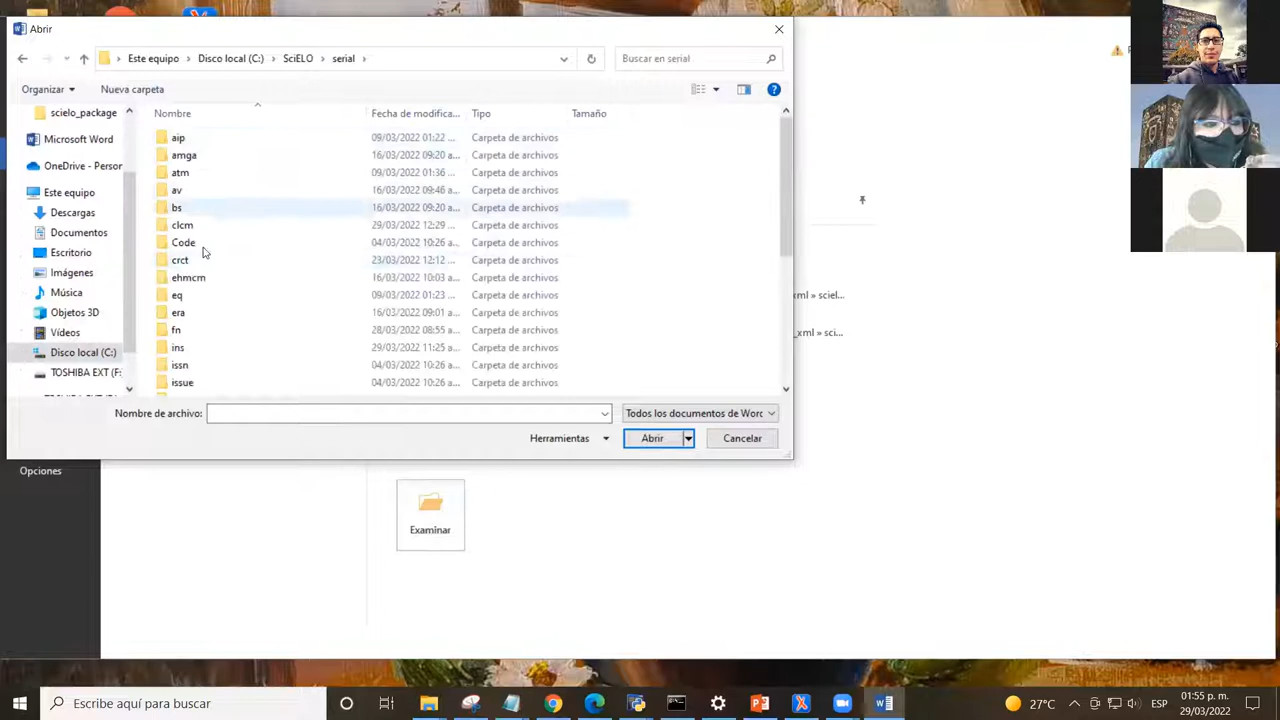 Abrir
Este equipo > Disco local (C:) > SciELO > serial >
Buscar en serial
Organizar
Nueva carpeta
Nombre
Fecha de modifica...
Tipo
Tamaño
scielo_package
Microsoft Word
OneDrive - Person
Este equipo
Descargas
Documentos
Escritorio
Imágenes
Música
Objetos 3D
Vídeos
Disco local (C:)
TOSHIBA EXT (F:
aip 09/03/2022 01:22 ... Carpeta de archivos
amga 16/03/2022 09:20 a... Carpeta de archivos
atm 09/03/2022 01:36 ... Carpeta de archivos
av 16/03/2022 09:46 a... Carpeta de archivos
bs 16/03/2022 09:20 a... Carpeta de archivos
clcm 29/03/2022 12:29 ... Carpeta de archivos
Code 04/03/2022 10:26 a... Carpeta de archivos
crct 23/03/2022 12:12 ... Carpeta de archivos
ehmcm 16/03/2022 10:03 a... Carpeta de archivos
eq 09/03/2022 01:23 ... Carpeta de archivos
era 16/03/2022 09:01 a... Carpeta de archivos
fn 28/03/2022 08:55 a... Carpeta de archivos
ins 29/03/2022 11:25 a... Carpeta de archivos
issn 04/03/2022 10:26 a... Carpeta de archivos
issue 04/03/2022 10:26 a... Carpeta de archivos
Nombre de archivo:
Todos los documentos de Word
Herramientas
Abrir
Cancelar
xml » sciel...
_xml » sci...
Opciones
Examinar
Escribe aquí para buscar
27°C
ESP
01:55 p. m.
29/03/2022